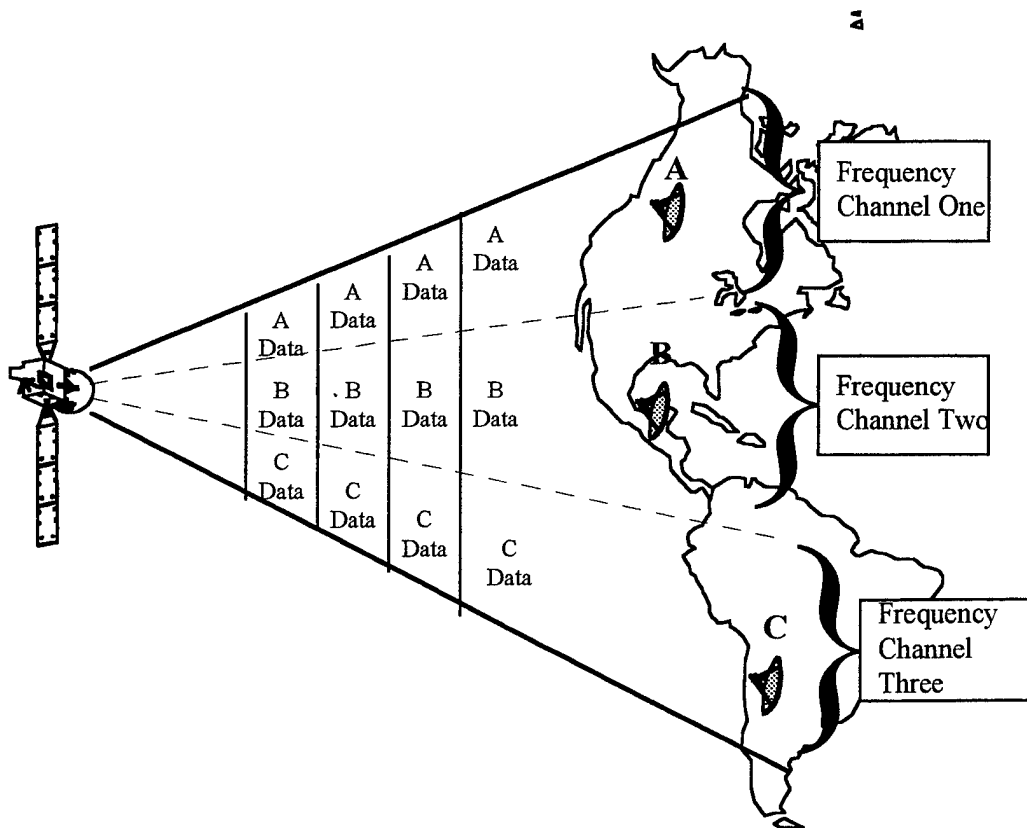 A
Frequency
Channel One
A
Data
A
Data
A
Data
A
Data
B
B
Data
B
Data
B
Data
B
Data
Frequency
Channel Two
C
Data
C
Data
C
Data
C
Data
C
Frequency
Channel
Three